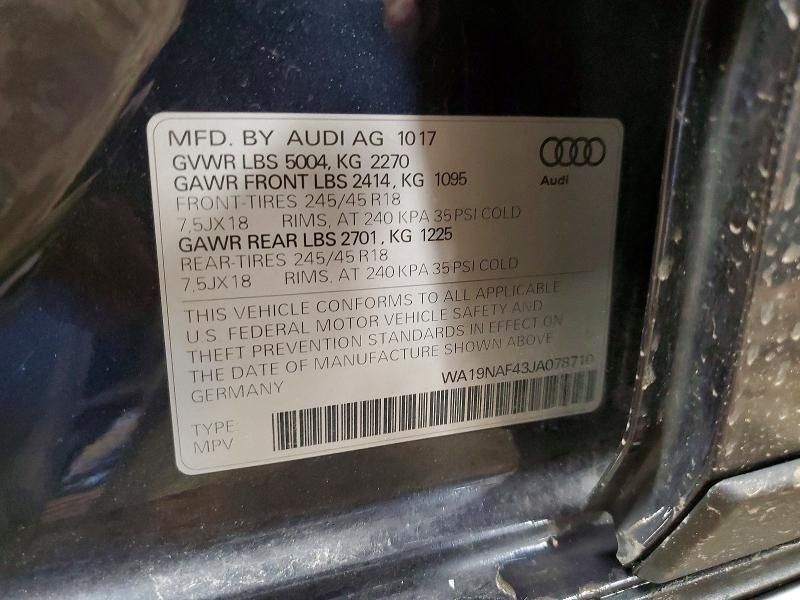 MFD. BY AUDI AG 10 17
GVWR LBS 5004, KG 2270
GAWR FRONT LBS 2414, KG 1095
FRONT-TIRES 245/45 R18
7,5JX18 RIMS, AT 240 KPA 35 PSI COLD
GAWR REAR LBS 2701, KG 1225
REAR-TIRES 245/45 R18
7,5JX18 RIMS, AT 240 KPA 35 PSI COLD
Audi
THIS VEHICLE CONFORMS TO ALL APPLICABLE
U.S. FEDERAL MOTOR VEHICLE SAFETY AND
THEFT PREVENTION STANDARDS IN EFFECT ON
THE DATE OF MANUFACTURE SHOWN ABOVE
GERMANY WA19NAF43JA078710
TYPE
MPV